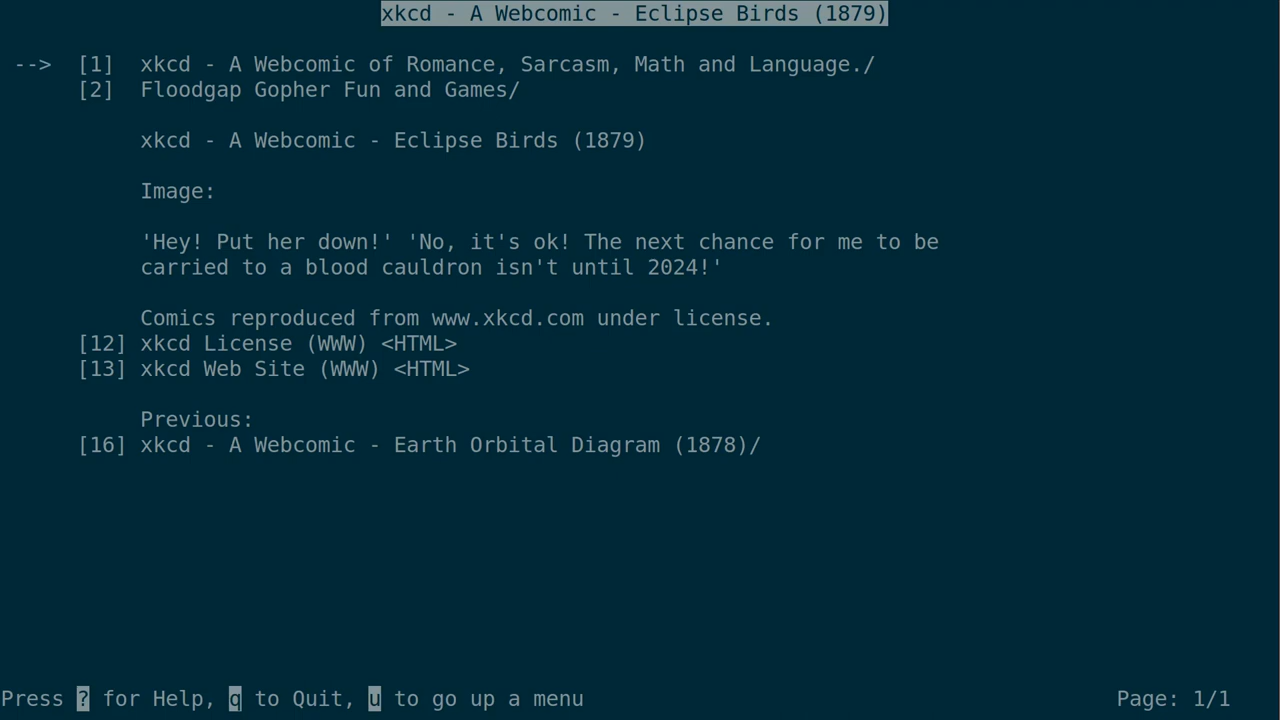 xkcd - A Webcomic - Eclipse Birds (1879)
--> [1] xkcd - A Webcomic of Romance, Sarcasm, Math and Language./
[2] Floodgap Gopher Fun and Games/
xkcd - A Webcomic - Eclipse Birds (1879)
Image:
'Hey! Put her down!' 'No, it's ok! The next chance for me to be
carried to a blood cauldron isn't until 2024!'
Comics reproduced from www.xkcd.com under license.
[12] xkcd License (WWW) <HTML>
[13] xkcd Web Site (WWW) <HTML>
Previous:
[16] xkcd - A Webcomic - Earth Orbital Diagram (1878)/
Press ? for Help, q to Quit, u to go up a menu Page: 1/1